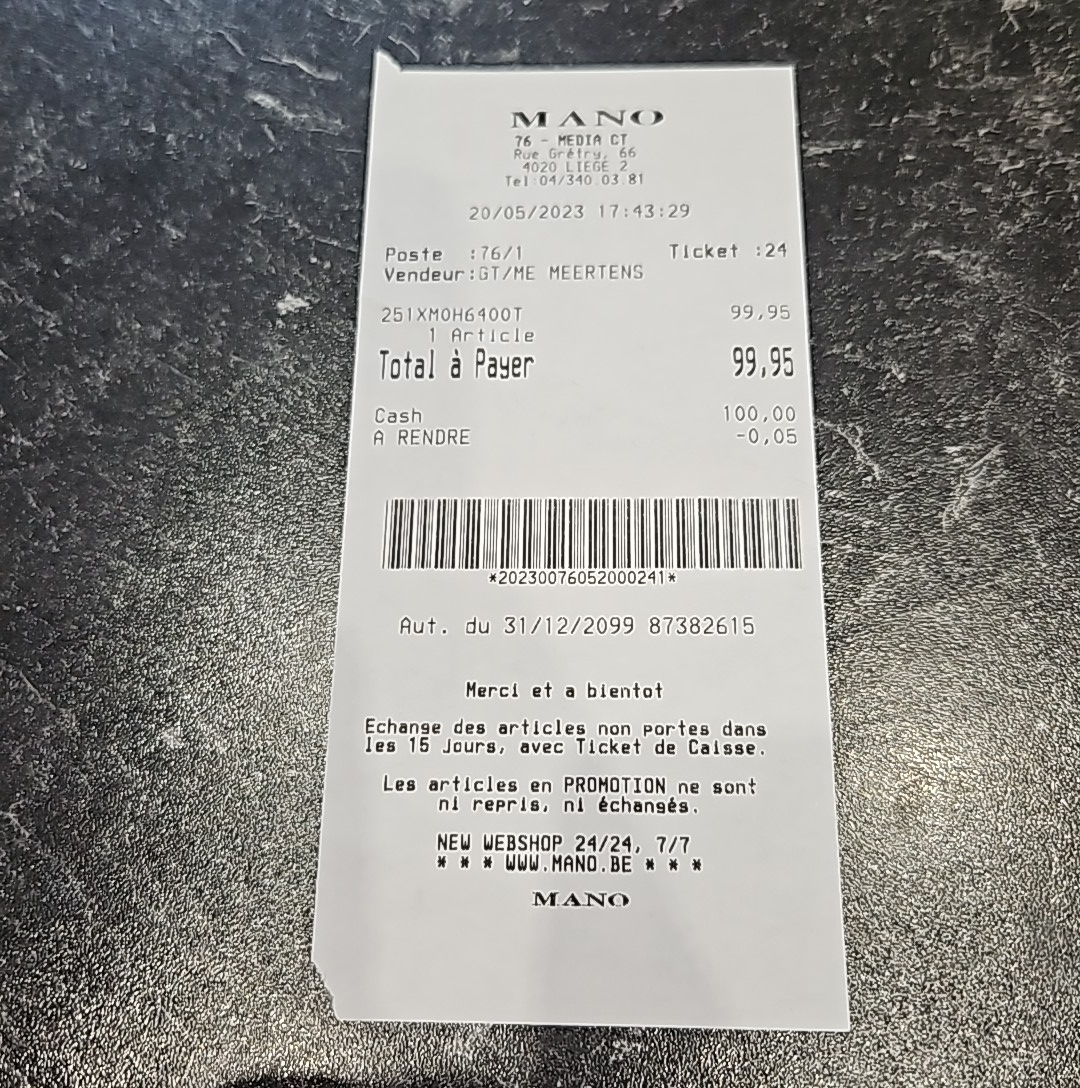 MANO
76 - MEDIA CT
Rue Grétry, 66
4020 LIEGE 2
Tel:04/340.03.81
20/05/2023 17:43:29
Poste :76/1 Ticket :24
Vendeur:GT/ME MEERTENS
251XMOH6400T 99,95
1 Article
Total à Payer 99,95
Cash 100,00
A RENDRE -0,05
*20230076052000241*
Aut. du 31/12/2099 87382615
Merci et a bientot
Echange des articles non portes dans
les 15 Jours, avec Ticket de Caisse.
Les articles en PROMOTION ne sont
ni repris, ni échangés.
NEW WEBSHOP 24/24, 7/7
* * * WWW.MANO.BE * * *
MANO